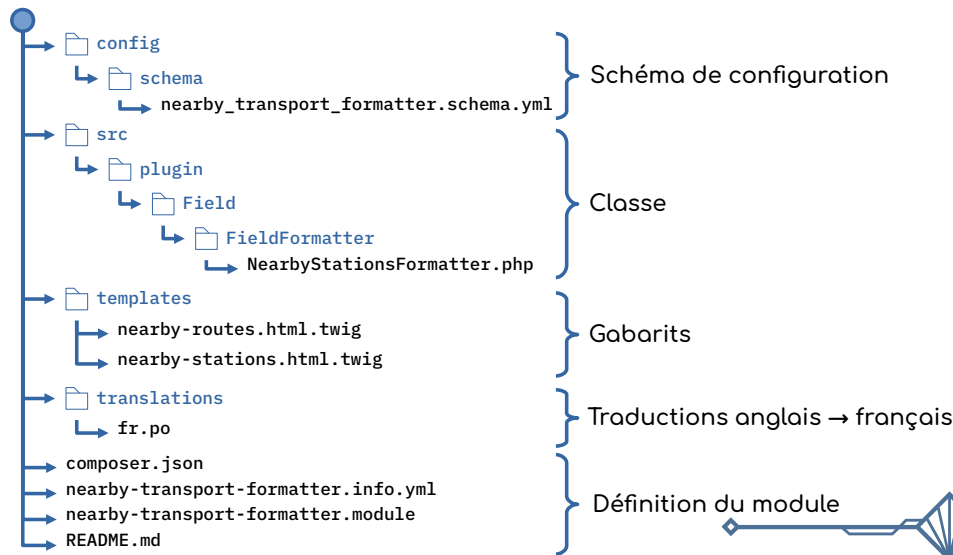 config
schema
nearby_transport_formatter.schema.yml
Schéma de configuration
src
plugin
Field
FieldFormatter
NearbyStationsFormatter.php
Classe
templates
nearby-routes.html.twig
nearby-stations.html.twig
Gabarits
translations
fr.po
Traductions anglais → français
composer.json
nearby-transport-formatter.info.yml
nearby-transport-formatter.module
README.md
Définition du module